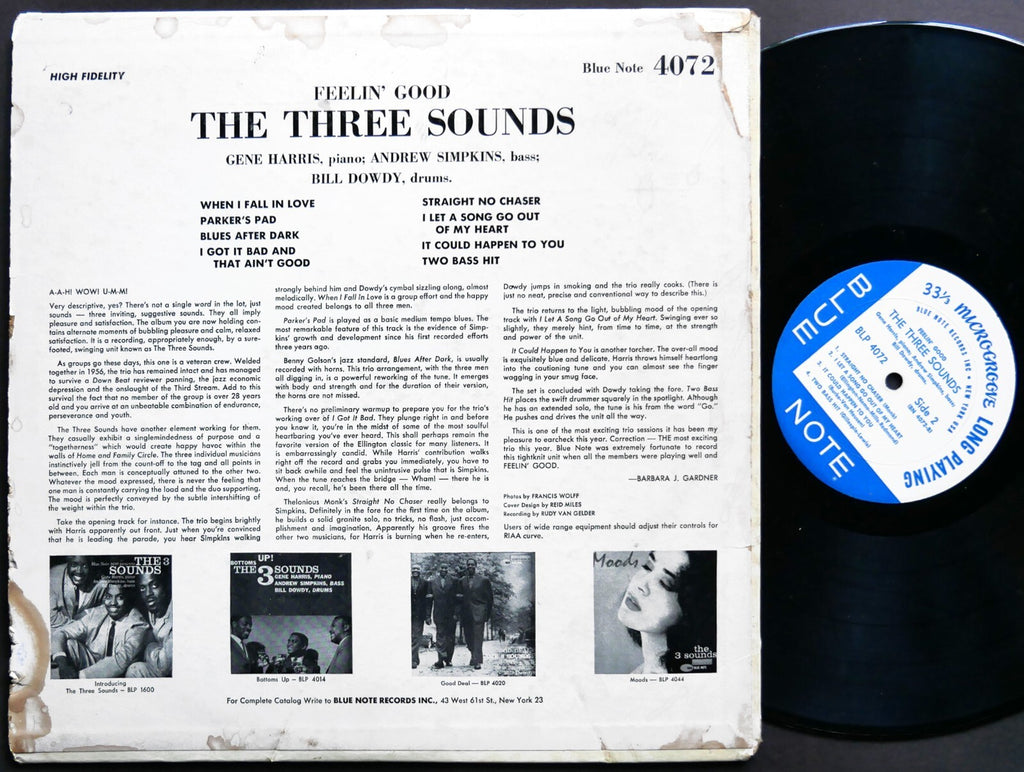 HIGH FIDELITY
Blue Note 4072
FEELIN' GOOD
THE THREE SOUNDS
GENE HARRIS, piano; ANDREW SIMPKINS, bass;
BILL DOWDY, drums.
WHEN I FALL IN LOVE
PARKER'S PAD
BLUES AFTER DARK
I GOT IT BAD AND
THAT AIN'T GOOD
STRAIGHT NO CHASER
I LET A SONG GO OUT
OF MY HEART
IT COULD HAPPEN TO YOU
TWO BASS HIT
A-A-H! WOW! U-M-M!
Very descriptive, yes? There's not a single word in the lot, just
sounds — three inviting, suggestive sounds. They all imply
pleasure and satisfaction. The album you are now holding con-
tains alternate moments of bubbling pleasure and calm, relaxed
satisfaction. It is a recording, appropriately enough, by a sure-
footed, swinging unit known as The Three Sounds.
As groups go these days, this one is a veteran crew. Welded
together in 1956, the trio has remained intact and has managed
to survive a Down Beat reviewer panning, the jazz economic
depression and the onslaught of the Third Stream. Add to this
survival the fact that no member of the group is over 28 years
old and you arrive at an unbeatable combination of endurance,
perseverance and youth.
The Three Sounds have another element working for them.
They casually exhibit a singlemindedness of purpose and a
"togetherness" which would create happy havoc within the
walls of Home and Family Circle. The three individual musicians
instinctively jell from the count-off to the tag and all points in
between. Each man is conceptually attuned to the other two.
Whatever the mood expressed, there is never the feeling that
one man is constantly carrying the load and the duo supporting.
The mood is perfectly conveyed by the subtle intershifting of
the weight within the trio.
Take the opening track for instance. The trio begins brightly
with Harris apparently out front. Just when you're convinced
that he is leading the parade, you hear Simpkins walking
strongly behind him and Dowdy's cymbal sizzling along, almost
melodically. When I Fall In Love is a group effort and the happy
mood created belongs to all three men.
Parker's Pad is played as a basic medium tempo blues. The
most remarkable feature of this track is the evidence of Simp-
kins' growth and development since his first recorded efforts
three years ago.
Benny Golson's jazz standard, Blues After Dark, is usually
recorded with horns. This trio arrangement, with the three men
all digging in, is a powerful reworking of the tune. It emerges
with body and strength and for the duration of their version,
the horns are not missed.
There's no preliminary warmup to prepare you for the trio's
working over of I Got It Bad. They plunge right in and before
you know it, you're in the midst of some of the most soulful
heartbaring you've ever heard. This shall perhaps remain the
favorite version of the Ellington classic for many listeners. It
is embarrassingly candid. While Harris' contribution walks
right off the record and grabs you immediately, you have to
sit back awhile and feel the unintrusive pulse that is Simpkins.
When the tune reaches the bridge — Wham! — there he is
and, you recall, he's been there all the time.
Thelonious Monk's Straight No Chaser really belongs to
Simpkins. Definitely in the fore for the first time on the album,
he builds a solid granite solo, no tricks, no flash, just accom-
plishment and imagination. Apparently his groove fires the
other two musicians, for Harris is burning when he re-enters,
Dowdy jumps in smoking and the trio really cooks. (There is
just no neat, precise and conventional way to describe this.)
The trio returns to the light, bubbling mood of the opening
track with I Let A Song Go Out of My Heart. Swinging ever so
slightly, they merely hint, from time to time, at the strength
and power of the unit.
It Could Happen to You is another torcher. The over-all mood
is exquisitely blue and delicate. Harris throws himself heartlong
into the cautioning tune and you can almost see the finger
wagging in your smug face.
The set is concluded with Dowdy taking the fore. Two Bass
Hit places the swift drummer squarely in the spotlight. Although
he has an extended solo, the tune is his from the word "Go."
He pushes and drives the unit all the way.
This is one of the most exciting trio sessions it has been my
pleasure to earcheck this year. Correction — THE most exciting
trio this year. Blue Note was extremely fortunate to record
this tightknit unit when all the members were playing well and
FEELIN' GOOD.
—BARBARA J. GARDNER
Photos by FRANCIS WOLFF
Cover Design by REID MILES
Recording by RUDY VAN GELDER
Users of wide range equipment should adjust their controls for
RIAA curve.
THE 3
SOUNDS
Introducing
The Three Sounds — BLP 1600
BOTTOMS UP!
THE 3 SOUNDS
GENE HARRIS, PIANO
ANDREW SIMPKINS, BASS
BILL DOWDY, DRUMS
Bottoms Up — BLP 4014
Good Deal — BLP 4020
Moods
the
3 sounds
Moods — BLP 4044
For Complete Catalog Write to BLUE NOTE RECORDS INC., 43 West 61st St., New York 23
BLUE NOTE
33⅓ MICROGROOVE LONG PLAYING
BLUE NOTE RECORDS INC • NEW YORK USA
FEELIN' GOOD
THE THREE SOUNDS
BLP 4072
Side 2
1. STRAIGHT NO CHASER
2. I LET A SONG GO OUT OF MY HEART
3. IT COULD HAPPEN TO YOU
4. TWO BASS HIT